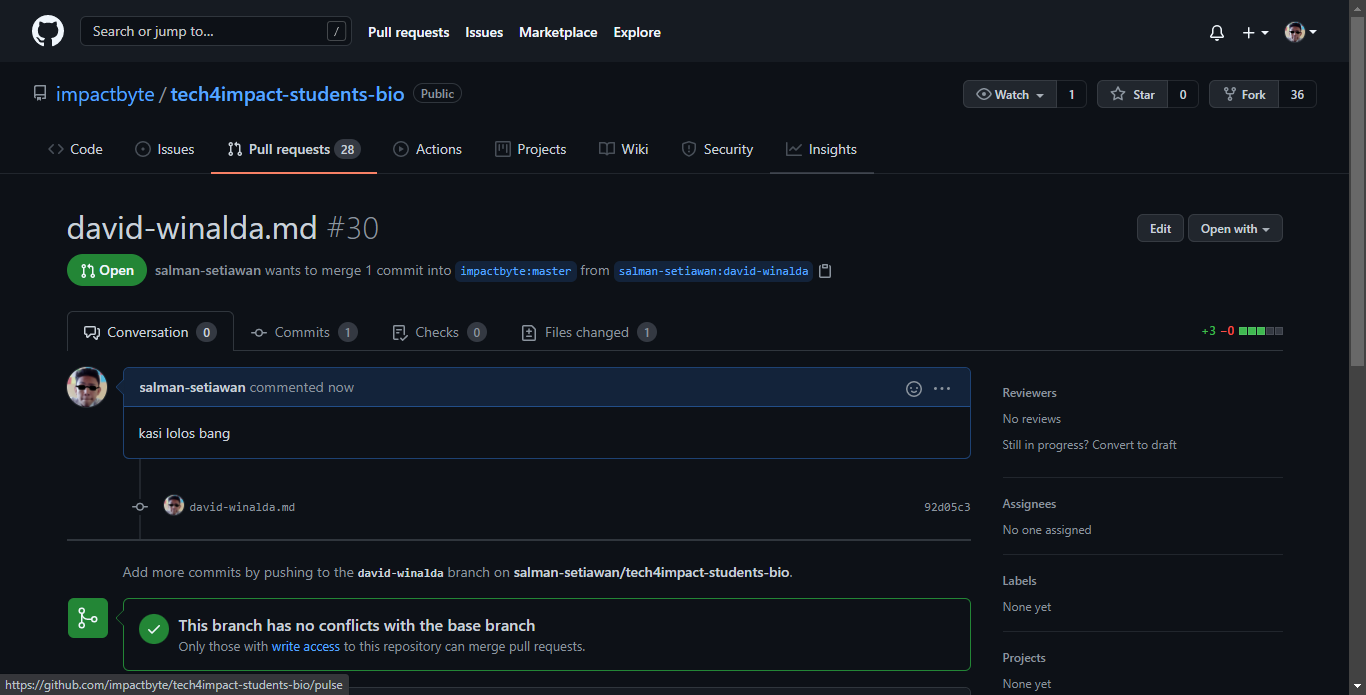 Search or jump to... /
Pull requests Issues Marketplace Explore
impactbyte / tech4impact-students-bio Public
Watch 1 Star 0 Fork 36
Code Issues Pull requests 28 Actions Projects Wiki Security Insights
david-winalda.md #30
Edit Open with
Open salman-setiawan wants to merge 1 commit into impactbyte:master from salman-setiawan:david-winalda
Conversation 0 Commits 1 Checks 0 Files changed 1
+3 −0
salman-setiawan commented now
kasi lolos bang
david-winalda.md 92d05c3
Add more commits by pushing to the david-winalda branch on salman-setiawan/tech4impact-students-bio.
This branch has no conflicts with the base branch
Only those with write access to this repository can merge pull requests.
Reviewers
No reviews
Still in progress? Convert to draft
Assignees
No one assigned
Labels
None yet
Projects
None yet
https://github.com/impactbyte/tech4impact-students-bio/pulse